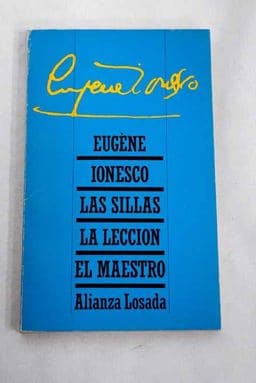 Eugène Ionesco
EUGÈNE
IONESCO
LAS SILLAS
LA LECCION
EL MAESTRO
Alianza Losada